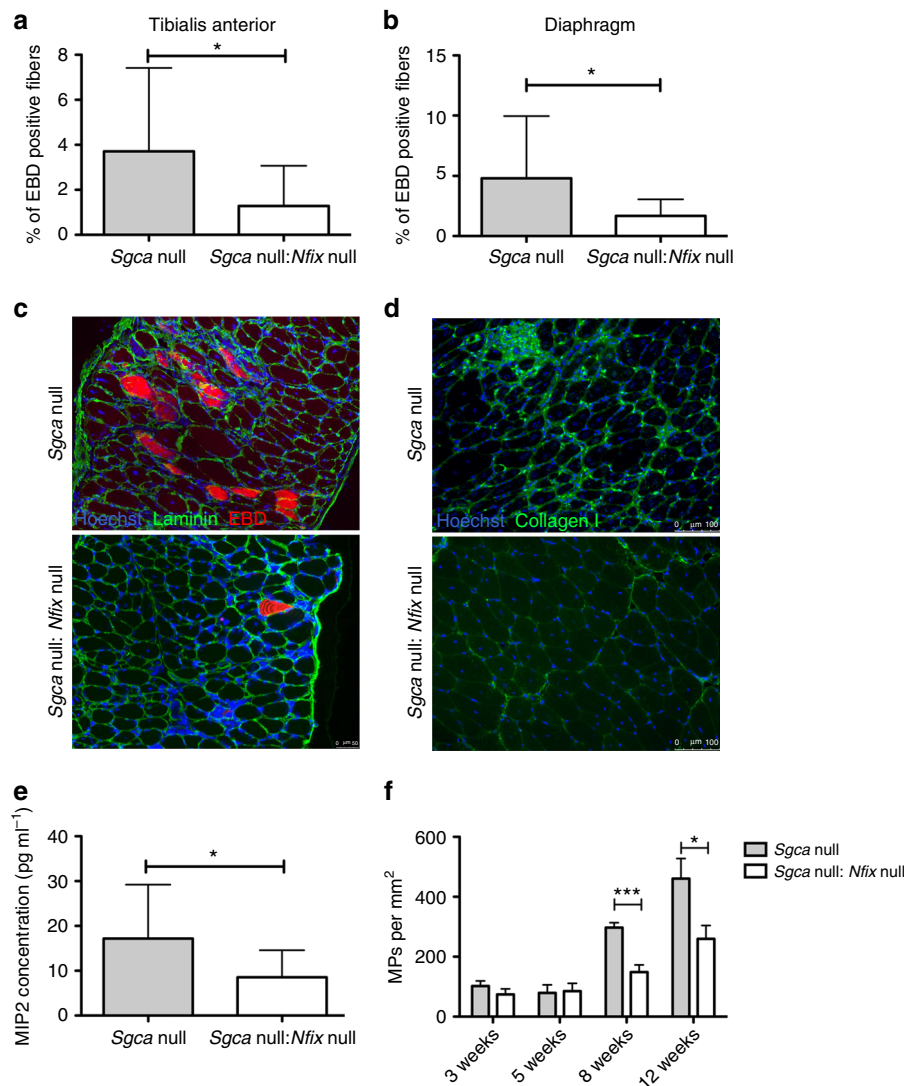 a
Tibialis anterior
% of EBD positive fibers
8
6
4
2
0
*
Sgca null
Sgca null:Nfix null
b
Diaphragm
% of EBD positive fibers
15
10
5
0
*
Sgca null
Sgca null:Nfix null
c
Sgca null
Hoechst Laminin EBD
Sgca null: Nfix null
0 µm 50
d
Sgca null
Hoechst Collagen I
0 µm 100
Sgca null: Nfix null
0 µm 100
e
MIP2 concentration (pg ml⁻¹)
40
30
20
10
0
*
Sgca null
Sgca null:Nfix null
f
MPs per mm²
600
400
200
0
***
*
3 weeks
5 weeks
8 weeks
12 weeks
Sgca null
Sgca null: Nfix null